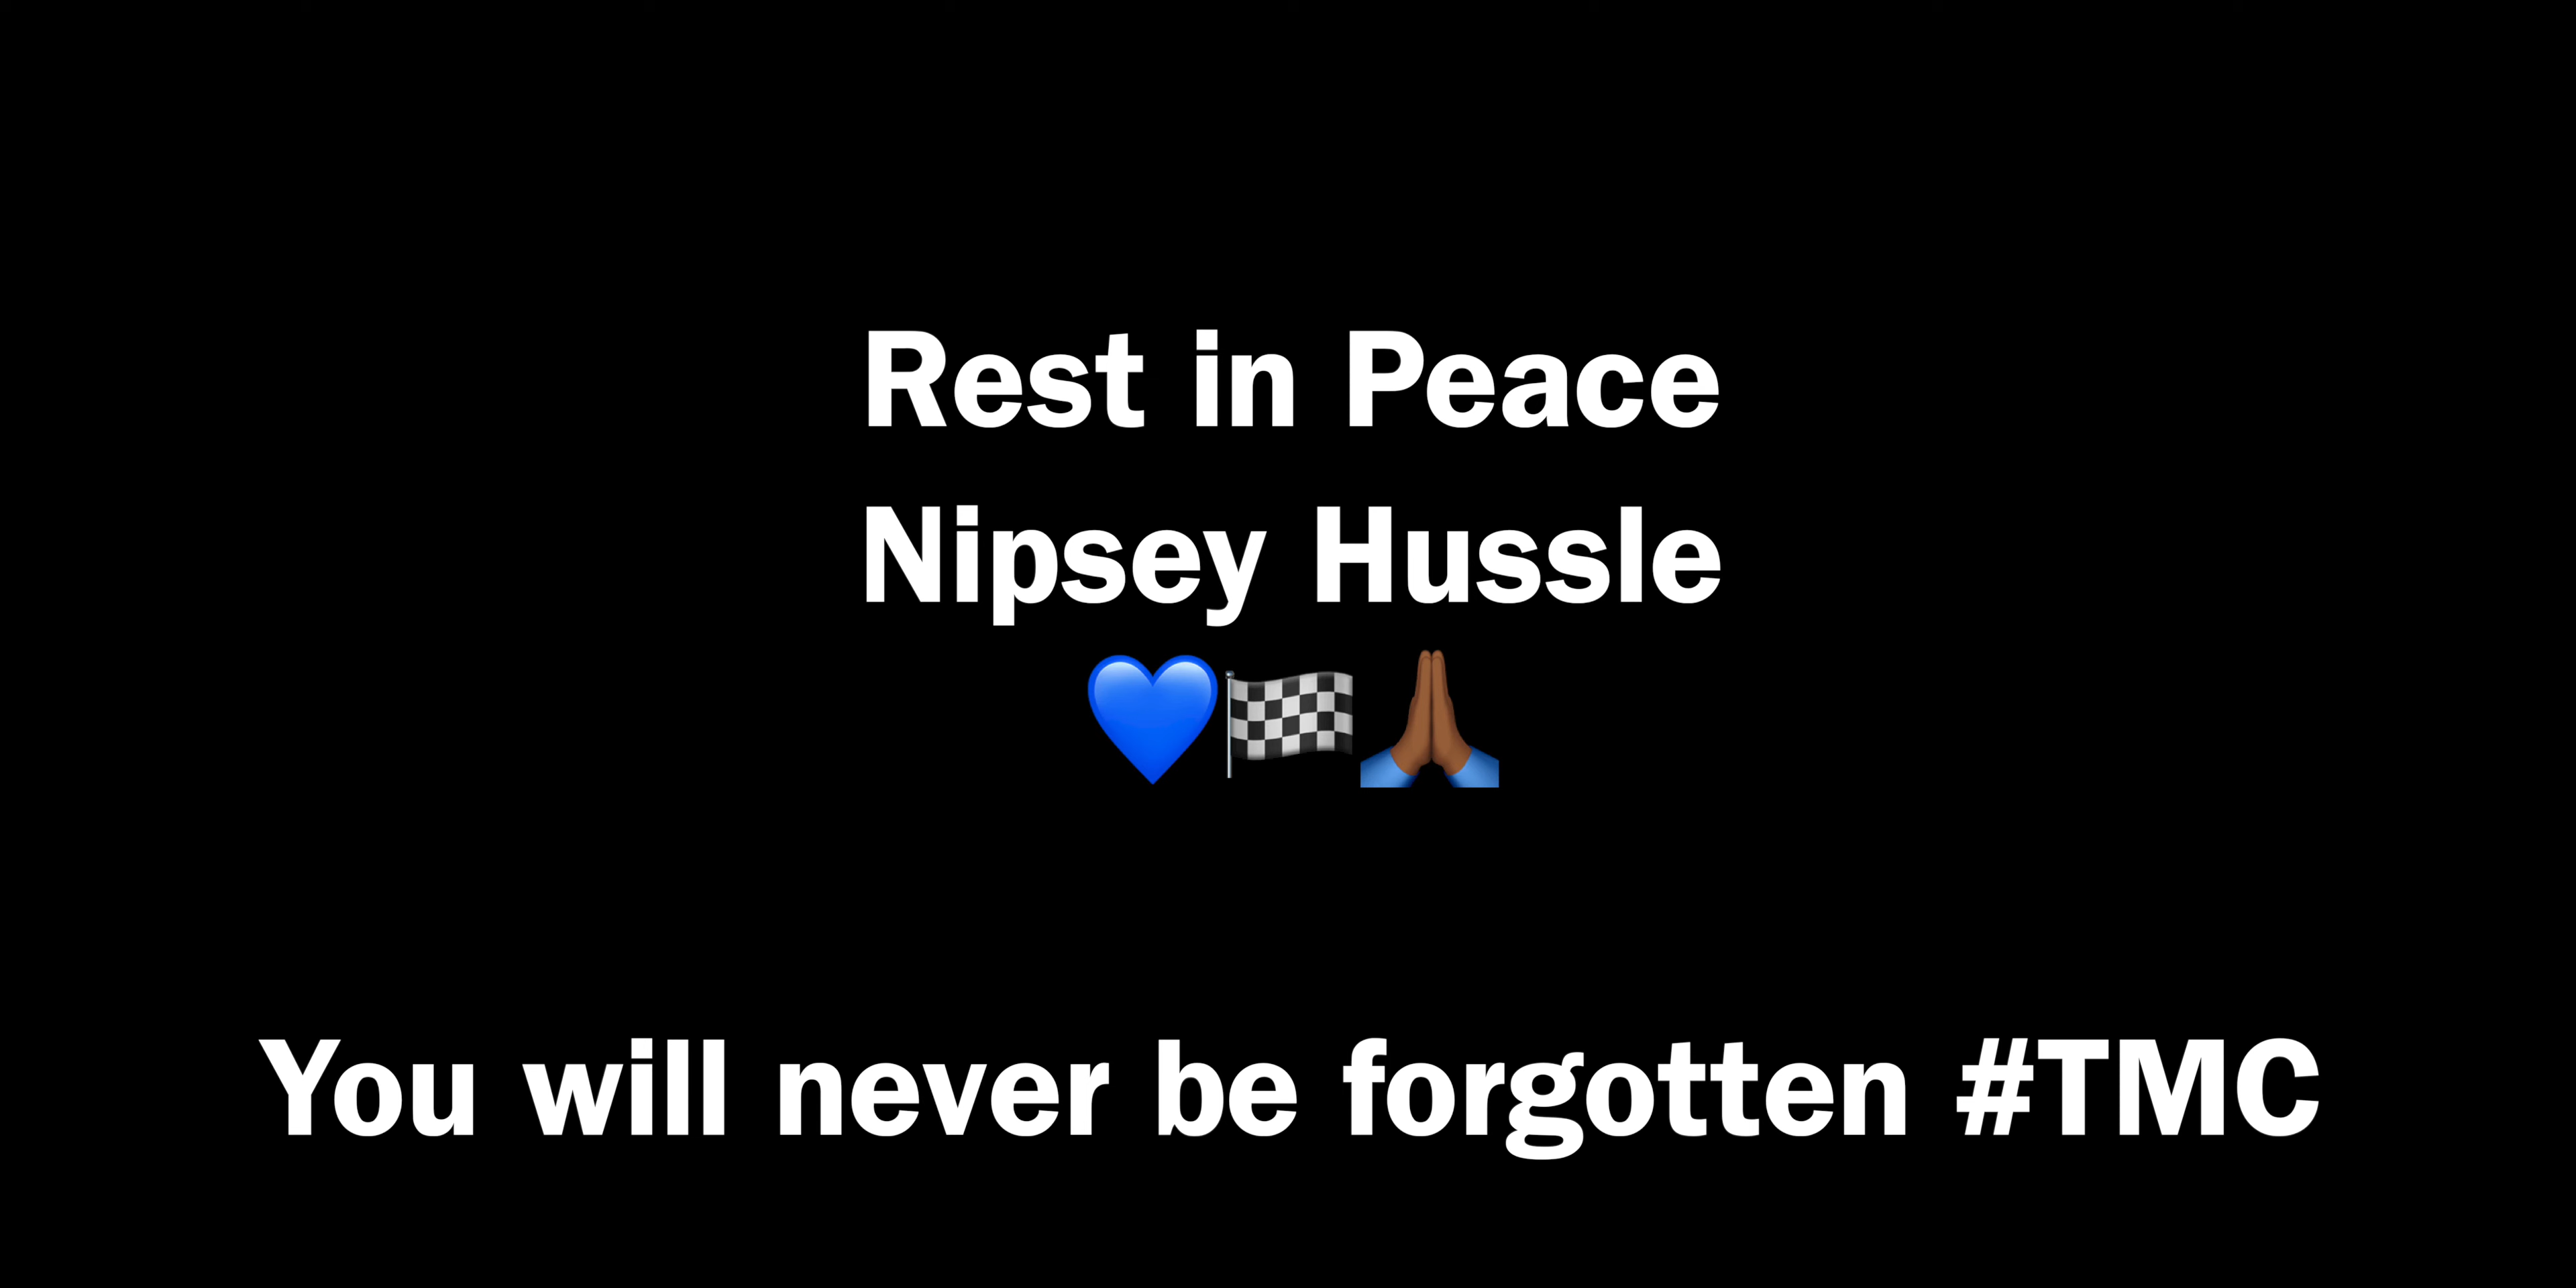 Rest in Peace
Nipsey Hussle
💙🏁🙏🏾
You will never be forgotten #TMC